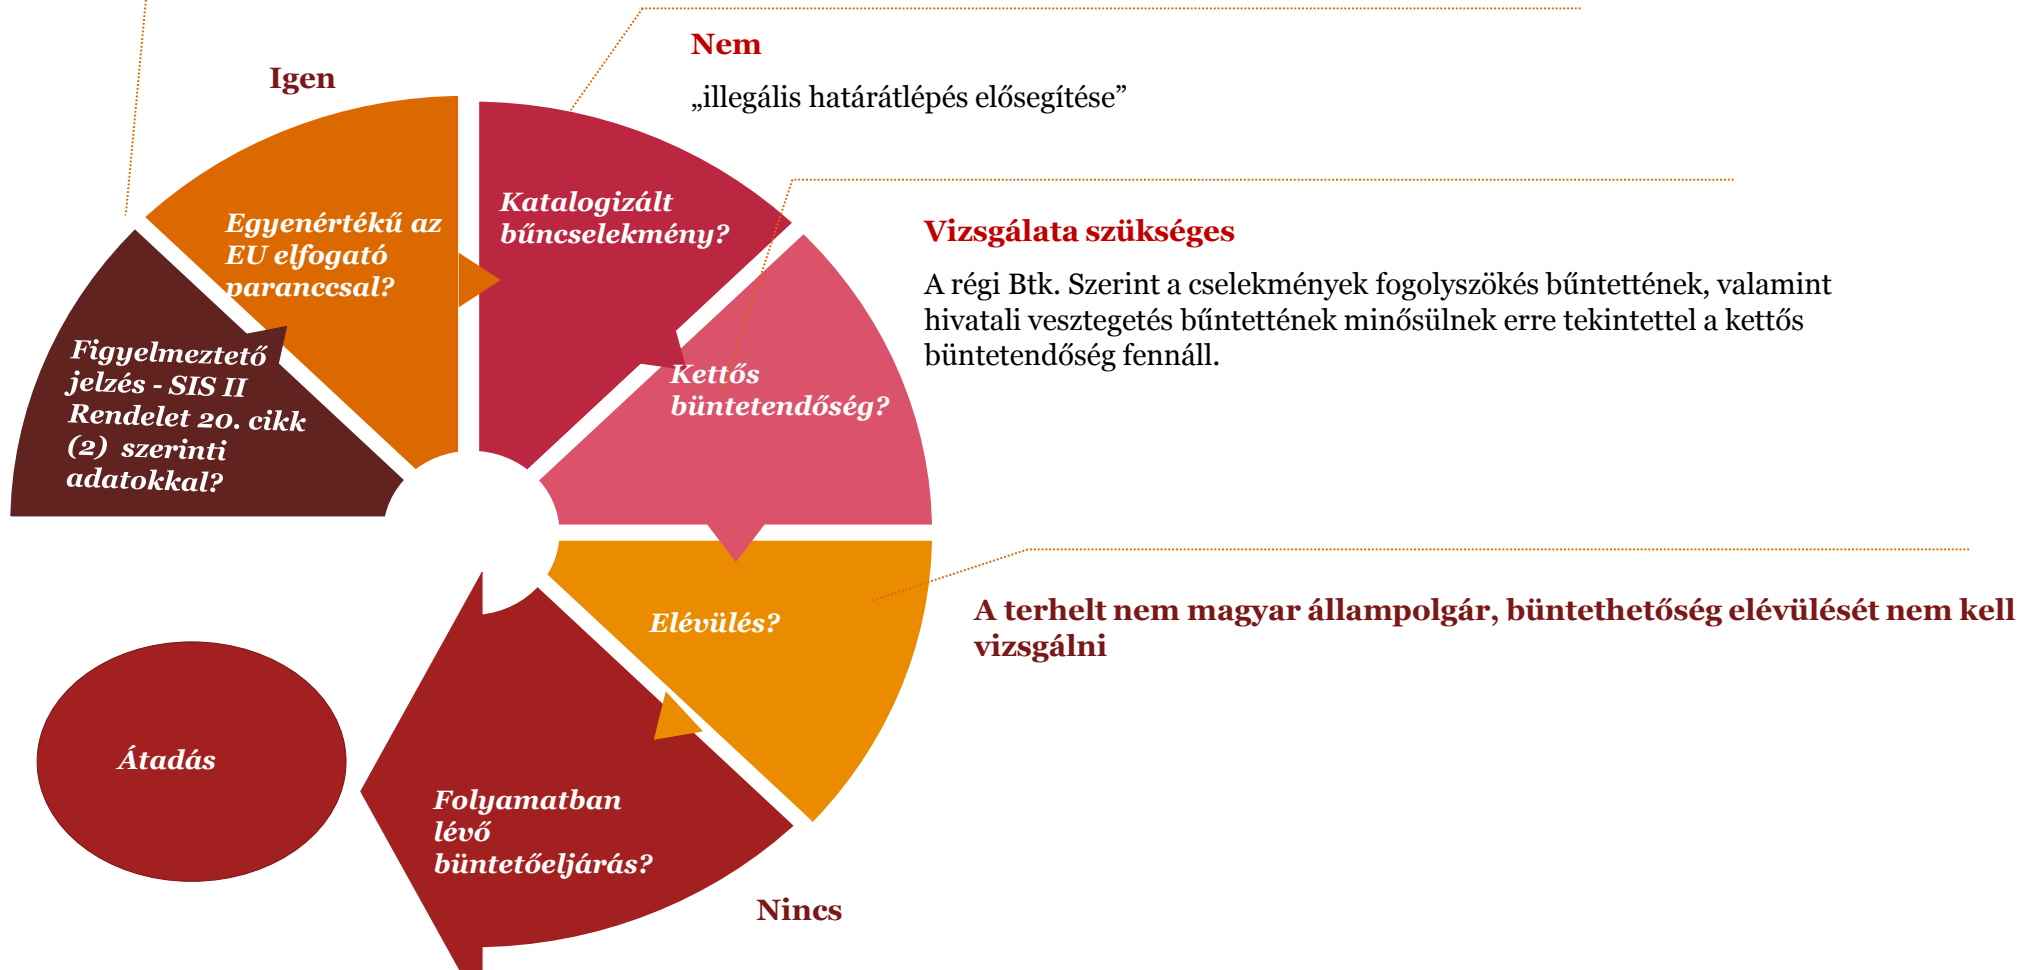 Nem
„illegális határátlépés elősegítése”
Igen
Katalogizált
bűncselekmény?
Egyenértékű az
EU elfogató
paranccsal?
Vizsgálata szükséges
A régi Btk. Szerint a cselekmények fogolyszökés bűntettének, valamint
hivatali vesztegetés bűntettének minősülnek erre tekintettel a kettős
büntetendőség fennáll.
Figyelmeztető
jelzés - SIS II
Rendelet 20. cikk
(2) szerinti
adatokkal?
Kettős
büntetendőség?
Elévülés?
A terhelt nem magyar állampolgár, büntethetőség elévülését nem kell
vizsgálni
Átadás
Folyamatban
lévő
büntetőeljárás?
Nincs